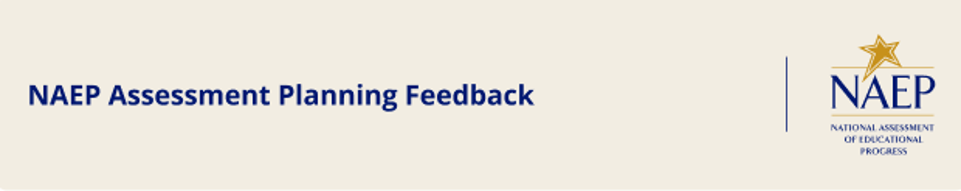 NAEP Assessment Planning Feedback
NAEP
NATIONAL ASSESSMENT
OF EDUCATIONAL
PROGRESS